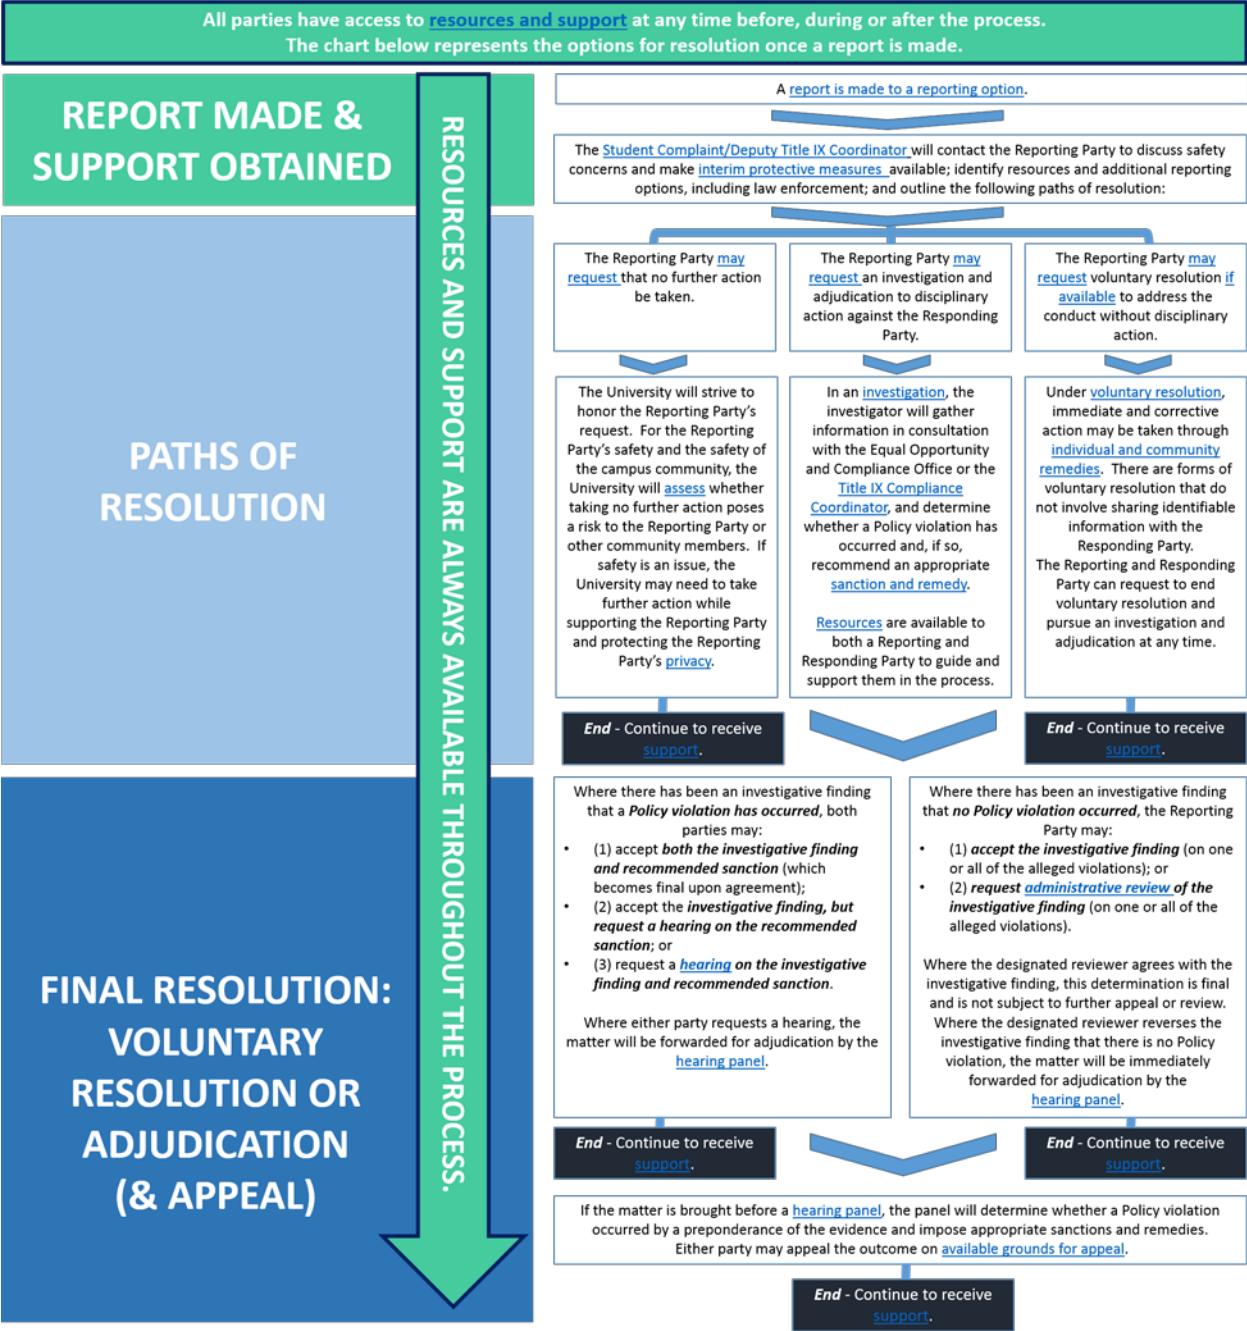 All parties have access to resources and support at any time before, during or after the process.
The chart below represents the options for resolution once a report is made.
REPORT MADE &
SUPPORT OBTAINED
RESOURCES AND SUPPORT ARE ALWAYS AVAILABLE THROUGHOUT THE PROCESS.
A report is made to a reporting option.
The Student Complaint/Deputy Title IX Coordinator will contact the Reporting Party to discuss safety
concerns and make interim protective measures available; identify resources and additional reporting
options, including law enforcement; and outline the following paths of resolution:
PATHS OF
RESOLUTION
The Reporting Party may
request that no further action
be taken.
The Reporting Party may
request an investigation and
adjudication to disciplinary
action against the Responding
Party.
The Reporting Party may
request voluntary resolution if
available to address the
conduct without disciplinary
action.
The University will strive to
honor the Reporting Party's
request. For the Reporting
Party's safety and the safety of
the campus community, the
University will assess whether
taking no further action poses
a risk to the Reporting Party or
other community members. If
safety is an issue, the
University may need to take
further action while
supporting the Reporting Party
and protecting the Reporting
Party's privacy.
In an investigation, the
investigator will gather
information in consultation
with the Equal Opportunity
and Compliance Office or the
Title IX Compliance
Coordinator, and determine
whether a Policy violation has
occurred and, if so,
recommend an appropriate
sanction and remedy.
Resources are available to
both a Reporting and
Responding Party to guide and
support them in the process.
Under voluntary resolution,
immediate and corrective
action may be taken through
individual and community
remedies. There are forms of
voluntary resolution that do
not involve sharing identifiable
information with the
Responding Party.
The Reporting and Responding
Party can request to end
voluntary resolution and
pursue an investigation and
adjudication at any time.
End - Continue to receive
support.
End - Continue to receive
support.
FINAL RESOLUTION:
VOLUNTARY
RESOLUTION OR
ADJUDICATION
(& APPEAL)
Where there has been an investigative finding
that a Policy violation has occurred, both
parties may:
• (1) accept both the investigative finding
and recommended sanction (which
becomes final upon agreement);
• (2) accept the investigative finding, but
request a hearing on the recommended
sanction; or
• (3) request a hearing on the investigative
finding and recommended sanction.
Where either party requests a hearing, the
matter will be forwarded for adjudication by the
hearing panel.
Where there has been an investigative finding
that no Policy violation occurred, the Reporting
Party may:
• (1) accept the investigative finding (on one
or all of the alleged violations); or
• (2) request administrative review of the
investigative finding (on one or all of the
alleged violations).
Where the designated reviewer agrees with the
investigative finding, this determination is final
and is not subject to further appeal or review.
Where the designated reviewer reverses the
investigative finding that there is no Policy
violation, the matter will be immediately
forwarded for adjudication by the
hearing panel.
End - Continue to receive
support.
End - Continue to receive
support.
If the matter is brought before a hearing panel, the panel will determine whether a Policy violation
occurred by a preponderance of the evidence and impose appropriate sanctions and remedies.
Either party may appeal the outcome on available grounds for appeal.
End - Continue to receive
support.